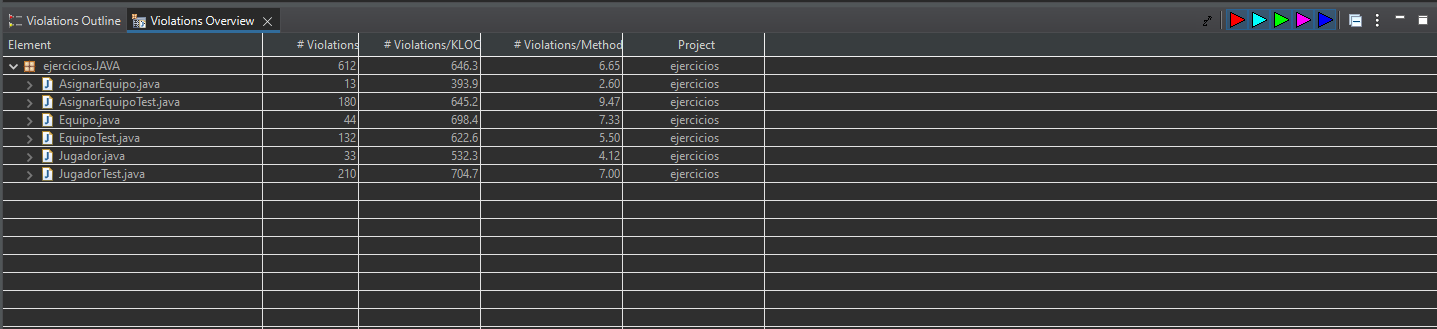 Violations Outline Violations Overview
Element # Violations # Violations/KLOC # Violations/Method Project
ejercicios.JAVA 612 646.3 6.65 ejercicios
AsignarEquipo.java 13 393.9 2.60 ejercicios
AsignarEquipoTest.java 180 645.2 9.47 ejercicios
Equipo.java 44 698.4 7.33 ejercicios
EquipoTest.java 132 622.6 5.50 ejercicios
Jugador.java 33 532.3 4.12 ejercicios
JugadorTest.java 210 704.7 7.00 ejercicios